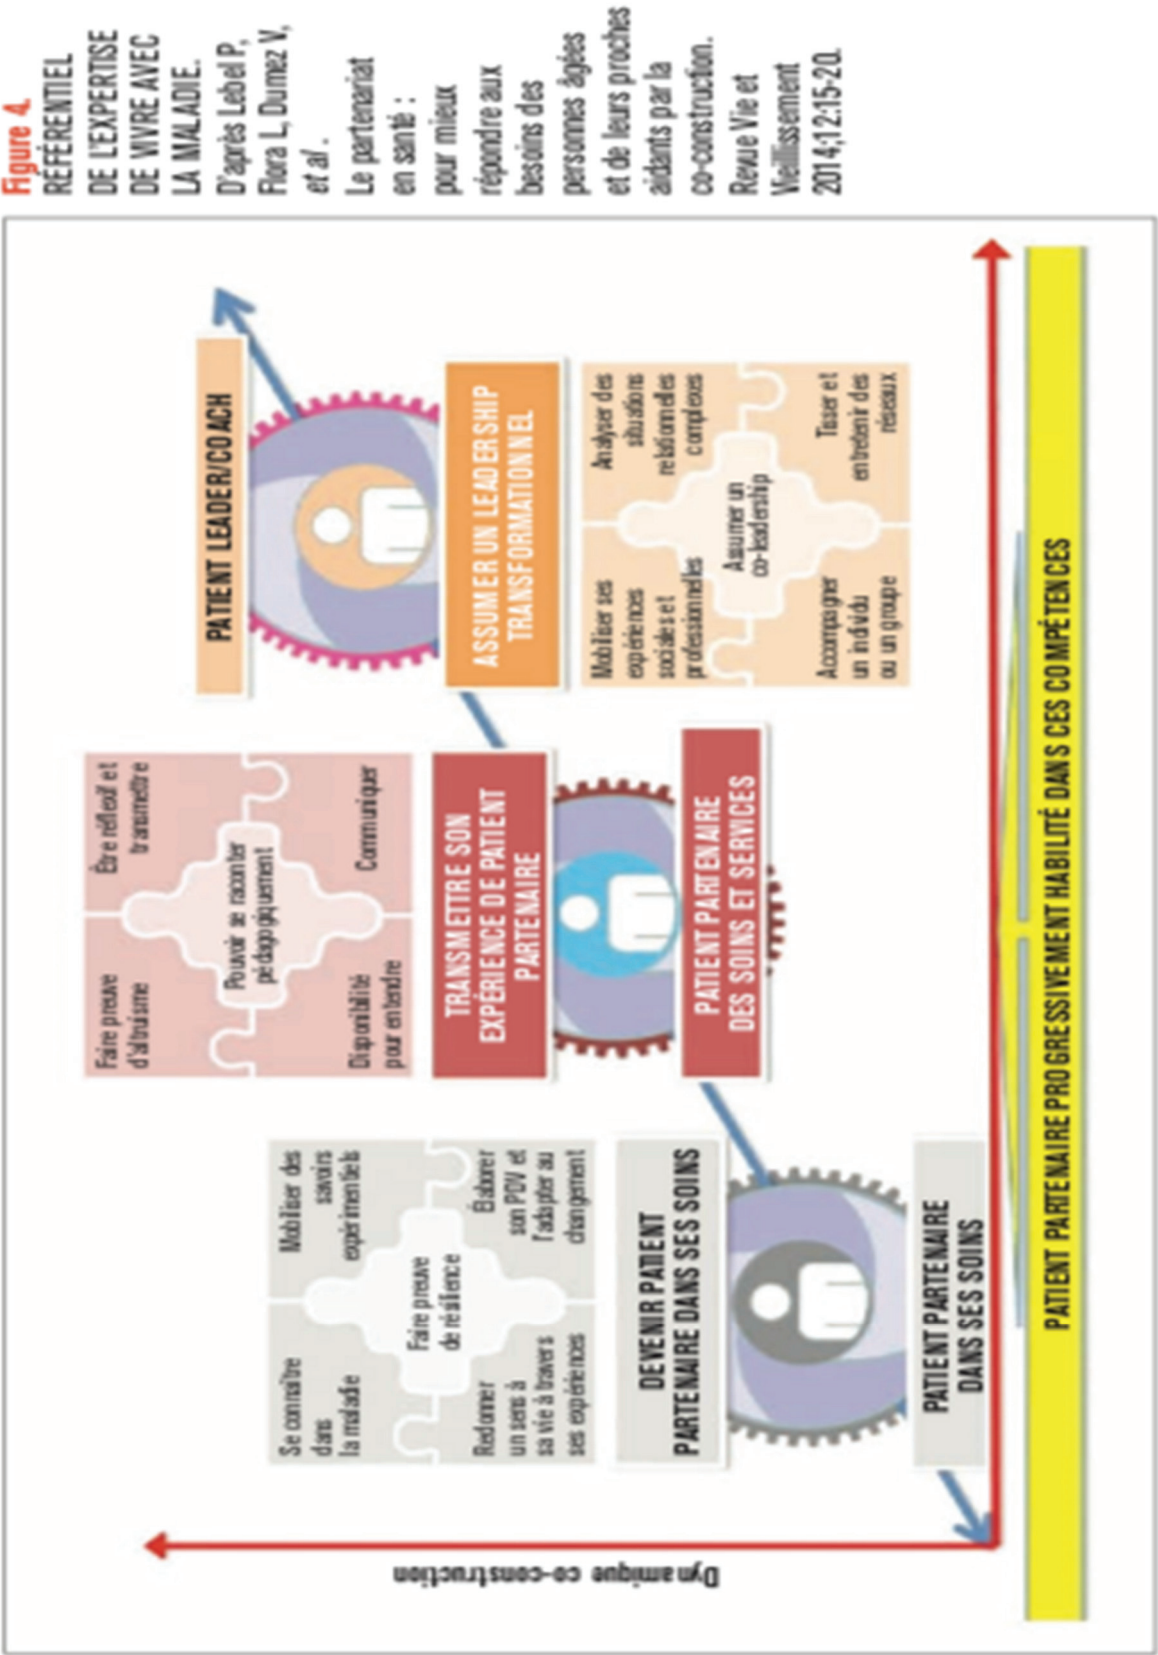 Figure 4.
RÉFÉRENTIEL
DE L'EXPERTISE
DE VIVRE AVEC
LA MALADIE.
D'après Lebel P,
Flora L, Dumez V,
et al.
Le partenariat
en santé :
pour mieux
répondre aux
besoins des
personnes âgées
et de leurs proches
aidants par la
co-construction.
Revue Vie et
Vieillissement
2014;12:15-20.
Dynamique co-construction
Se connaître
dans
la maladie
Mobiliser des
savoirs
expérimentiels
Faire preuve
de résilience
Redonner
un sens à
sa vie à travers
ses expériences
Élaborer
son PDV et
l'adapter au
changement
DEVENIR PATIENT
PARTENAIRE DANS SES SOINS
PATIENT PARTENAIRE
DANS SES SOINS
Faire preuve
d'altruisme
Être réflexif et
transmettre
Pouvoir se raconter
pédagogiquement
Disponibilité
pour entendre
Communiquer
TRANSMETTRE SON
EXPÉRIENCE DE PATIENT
PARTENAIRE
PATIENT PARTENAIRE
DES SOINS ET SERVICES
PATIENT LEADER/COACH
ASSUMER UN LEADERSHIP
TRANSFORMATIONNEL
Mobiliser ses
expériences
sociales et
professionnelles
Analyser des
situations
relationnelles
complexes
Assumer un
co-leadership
Accompagner
un individu
ou un groupe
Tisser et
entretenir des
réseaux
PATIENT PARTENAIRE PROGRESSIVEMENT HABILITÉ DANS CES COMPÉTENCES